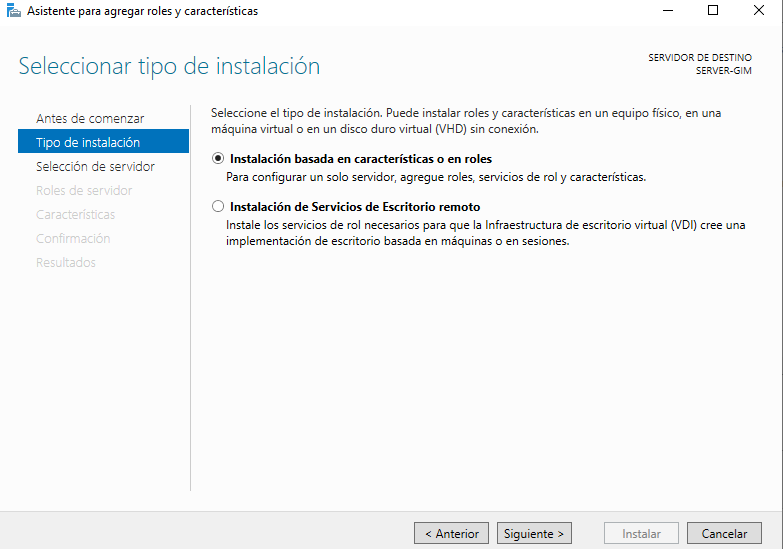 Asistente para agregar roles y características
Seleccionar tipo de instalación
SERVIDOR DE DESTINO
SERVER-GIM
Antes de comenzar
Tipo de instalación
Selección de servidor
Roles de servidor
Características
Confirmación
Resultados
Seleccione el tipo de instalación. Puede instalar roles y características en un equipo físico, en una
máquina virtual o en un disco duro virtual (VHD) sin conexión.
Instalación basada en características o en roles
Para configurar un solo servidor, agregue roles, servicios de rol y características.
Instalación de Servicios de Escritorio remoto
Instale los servicios de rol necesarios para que la Infraestructura de escritorio virtual (VDI) cree una
implementación de escritorio basada en máquinas o en sesiones.
< Anterior
Siguiente >
Instalar
Cancelar